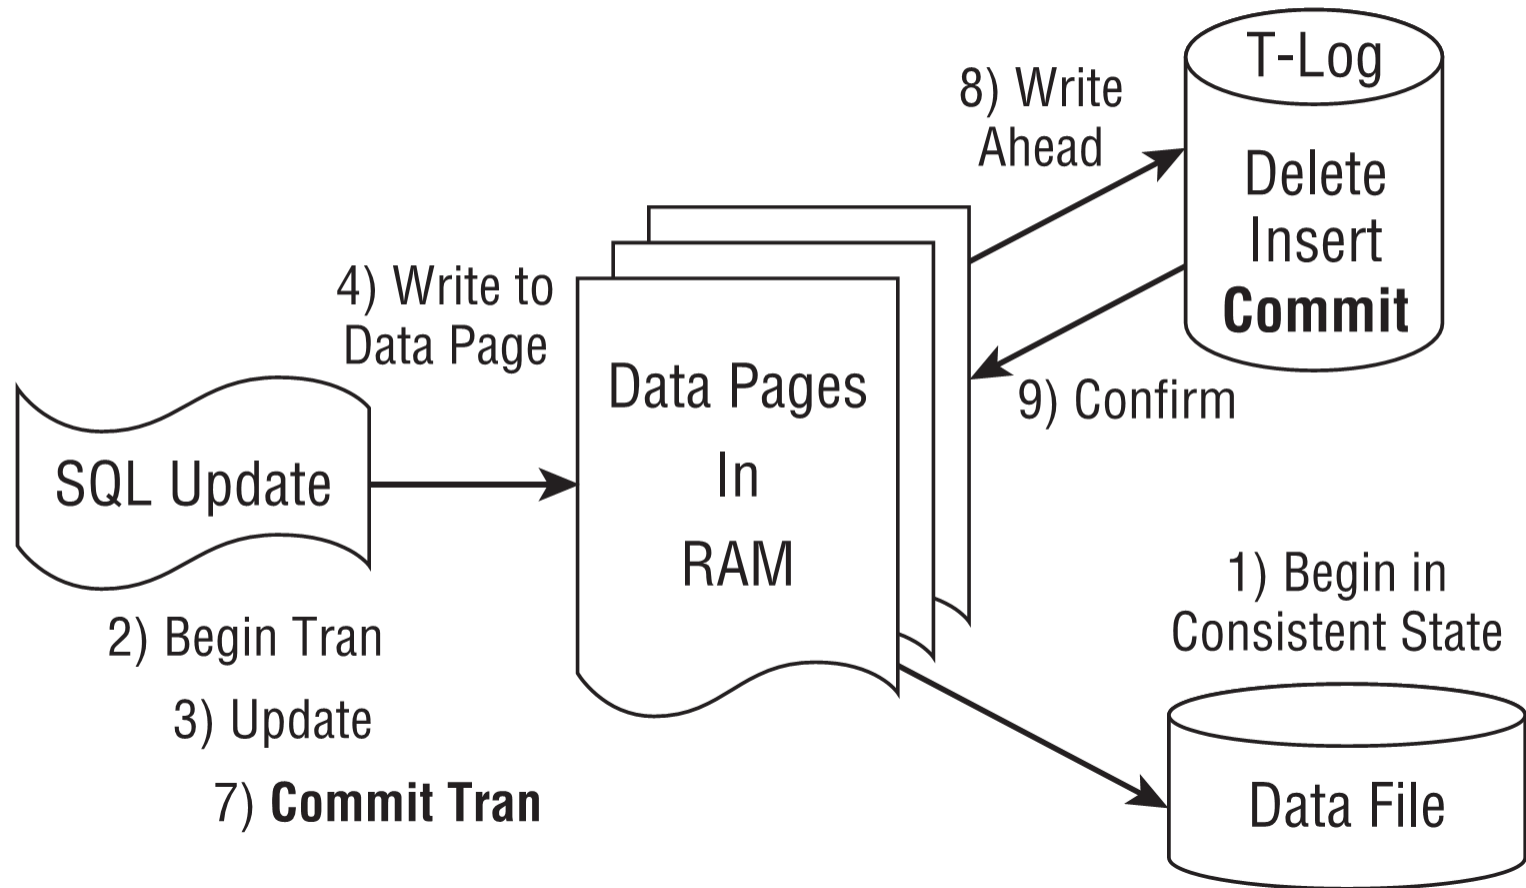 T-Log
8) Write
Ahead
Delete
Insert
Commit
4) Write to
Data Page
Data Pages
In
RAM
9) Confirm
SQL Update
1) Begin in
Consistent State
2) Begin Tran
3) Update
7) Commit Tran
Data File